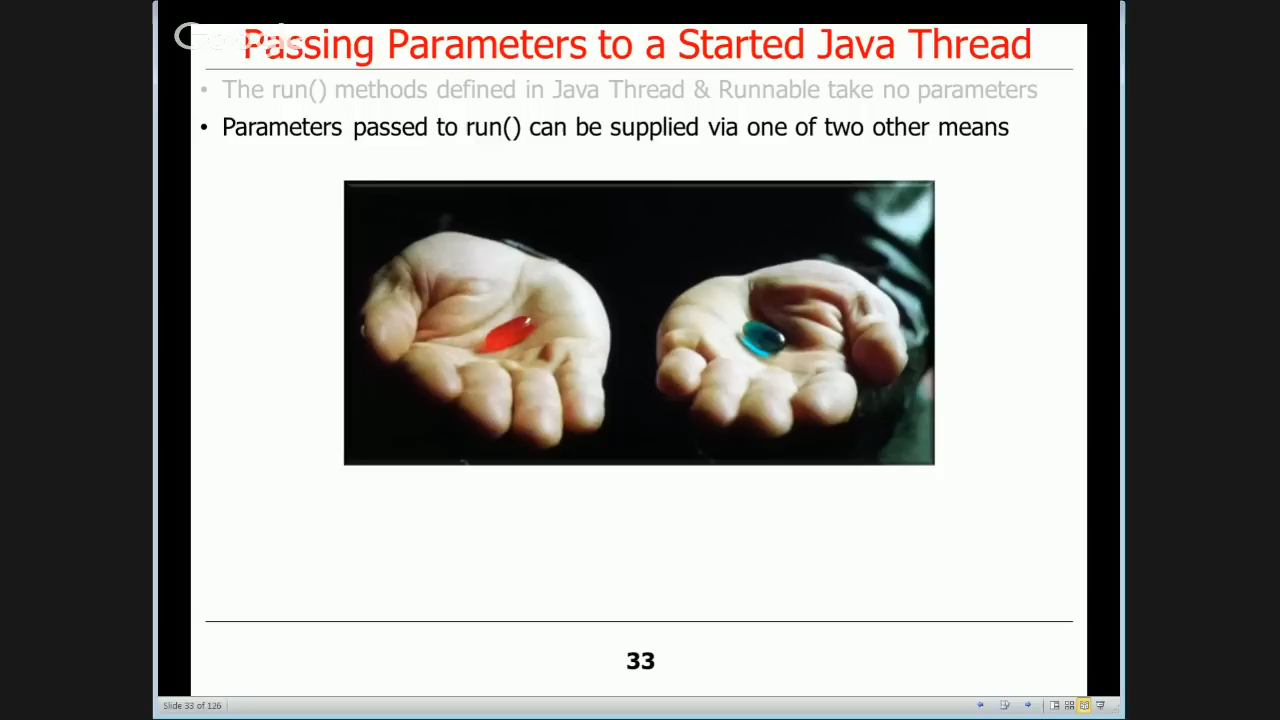 Passing Parameters to a Started Java Thread
• The run() methods defined in Java Thread & Runnable take no parameters
• Parameters passed to run() can be supplied via one of two other means
33
Slide 33 of 126